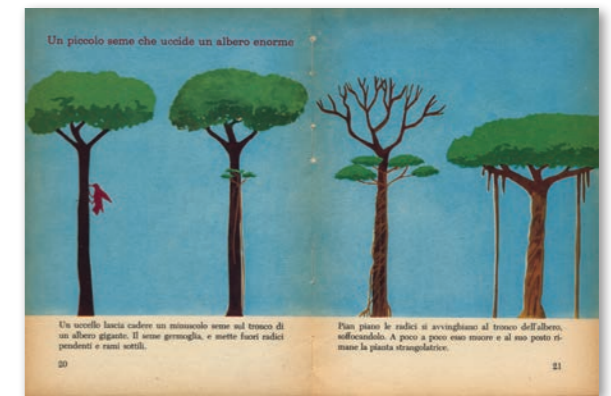 Un piccolo seme che uccide un albero enorme
Un uccello lascia cadere un minuscolo seme sul tronco di
un albero gigante. Il seme germoglia, e mette fuori radici
pendenti e rami sottili.
20
Pian piano le radici si avvinghiano al tronco dell'albero,
soffocandolo. A poco a poco esso muore e al suo posto ri-
mane la pianta strangolatrice.
21